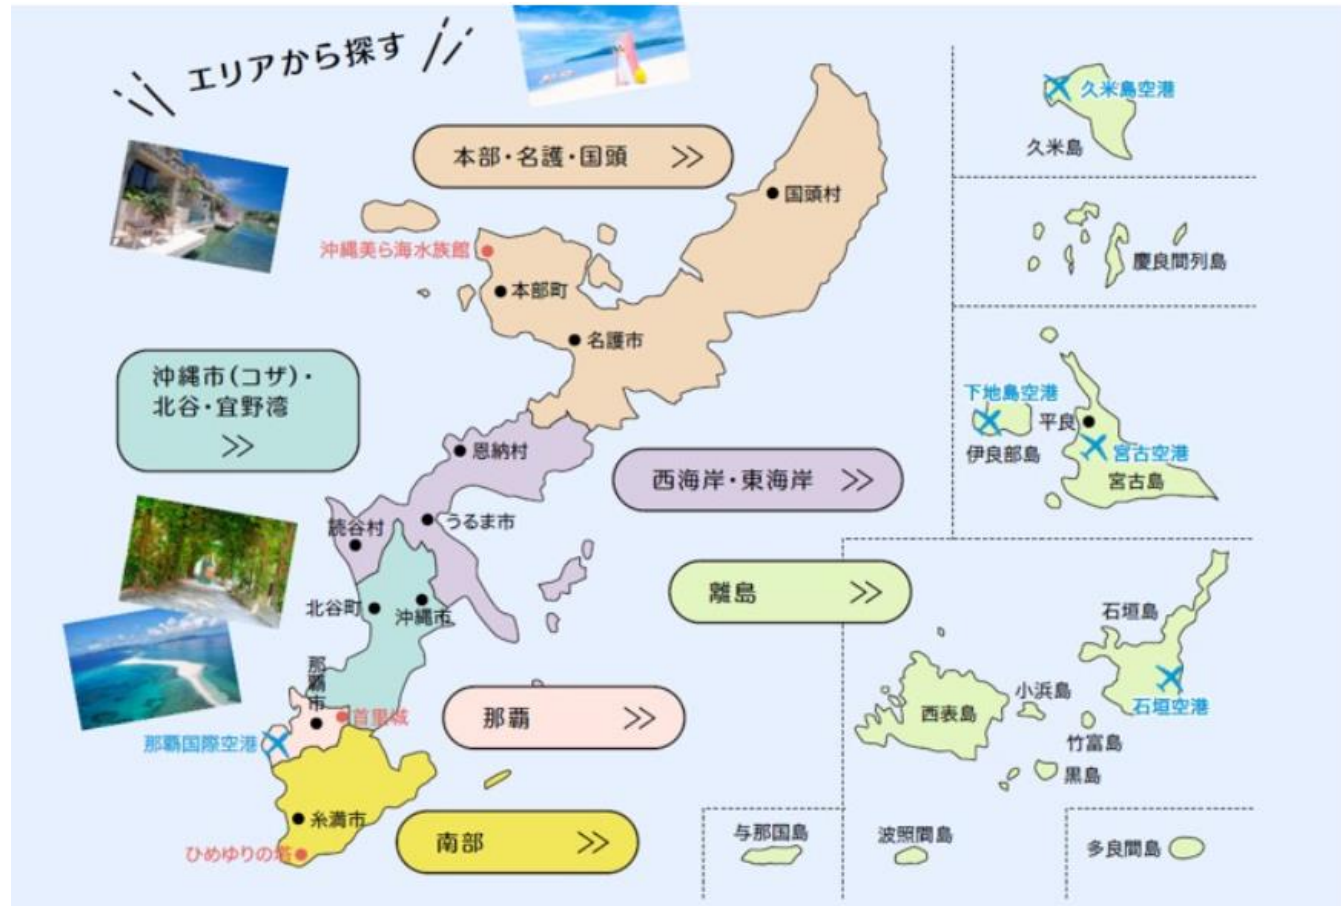 エリアから探す
久米島空港
久米島
本部・名護・国頭 >>
国頭村
沖縄美ら海水族館
慶良間列島
本部町
名護市
沖縄市(コザ)・
北谷・宜野湾
>>
下地島空港
平良
伊良部島
宮古空港
宮古島
恩納村
西海岸・東海岸 >>
読谷村
うるま市
離島 >>
北谷町
沖縄市
石垣島
那覇市
首里城
那覇 >>
小浜島
西表島
石垣空港
那覇国際空港
竹富島
黒島
糸満市
南部 >>
与那国島
波照間島
多良間島
ひめゆりの塔